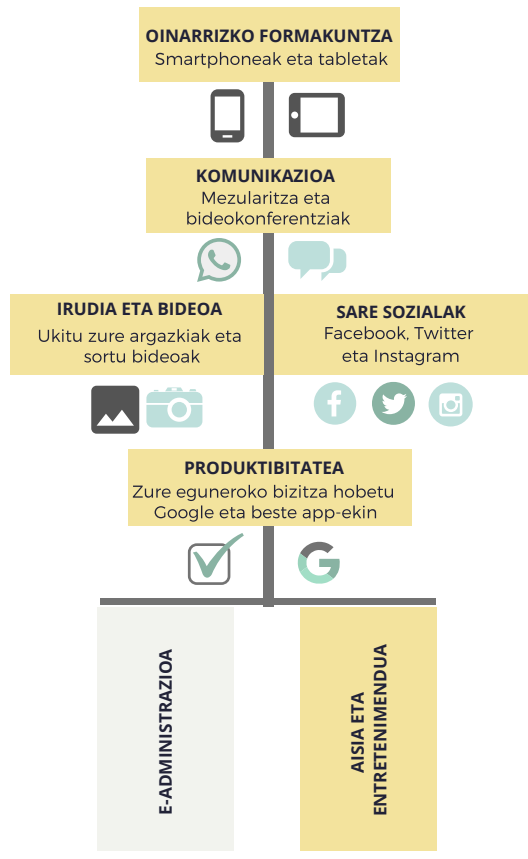 OINARRIZKO FORMAKUNTZA
Smartphoneak eta tabletak
KOMUNIKAZIOA
Mezularitza eta
bideokonferentziak
IRUDIA ETA BIDEOA
Ukitu zure argazkiak eta
sortu bideoak
SARE SOZIALAK
Facebook, Twitter
eta Instagram
PRODUKTIBITATEA
Zure eguneroko bizitza hobetu
Google eta beste app-ekin
E-ADMINISTRAZIOA
AISIA ETA
ENTRETENIMENDUA